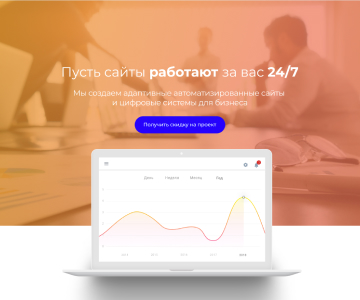 Пусть сайты работают за вас 24/7
Мы создаем адаптивные автоматизированные сайты
и цифровые системы для бизнеса
Получить скидку на проект
День Неделя Месяц Год